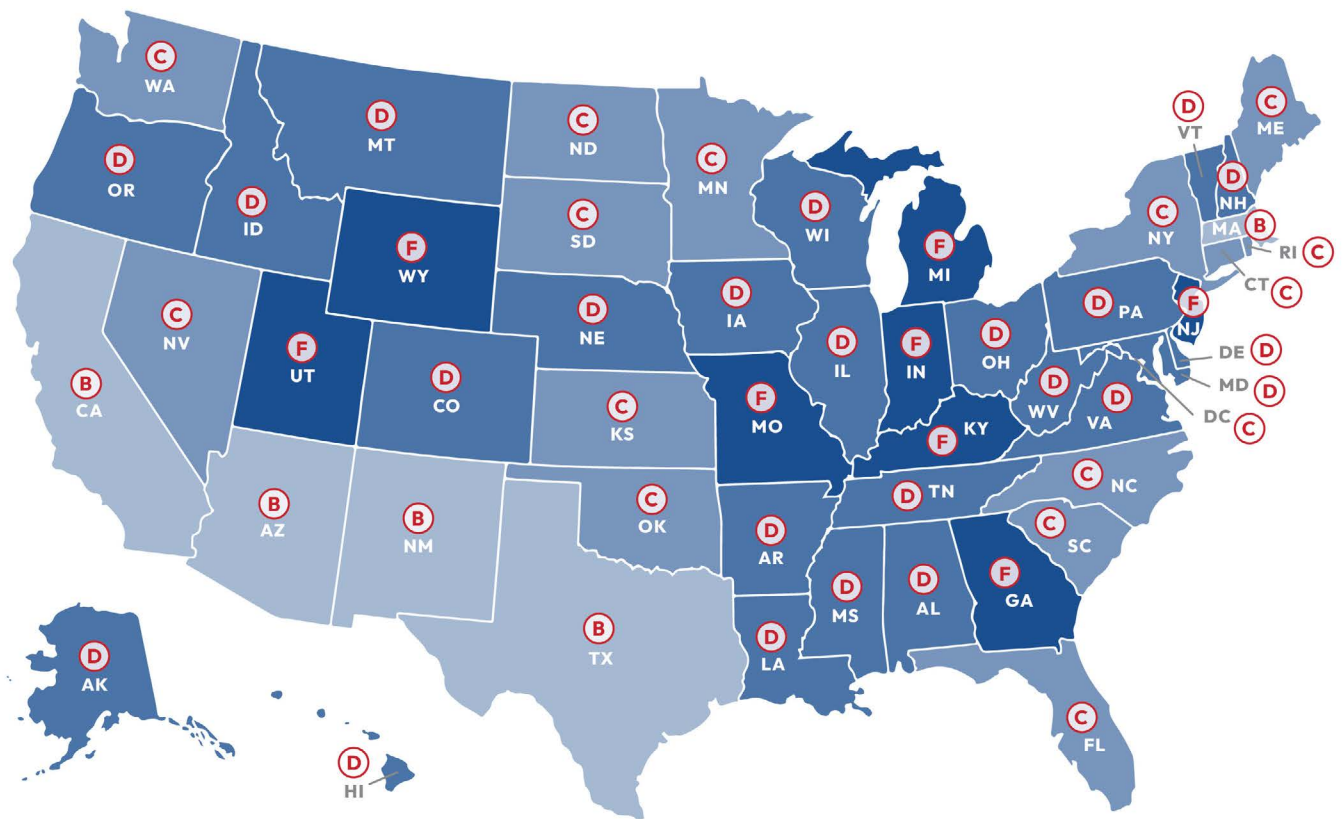 C
WA
D
OR
D
ID
D
MT
F
WY
C
NV
B
CA
F
UT
D
CO
B
AZ
B
NM
C
ND
C
SD
D
NE
C
KS
C
OK
B
TX
C
MN
D
IA
F
MO
D
AR
D
LA
D
WI
D
IL
F
MI
F
IN
D
OH
F
KY
D
TN
D
MS
D
AL
F
GA
C
FL
C
SC
C
NC
D
VA
D
WV
D
PA
C
NY
D
VT
D
NH
C
ME
MA
B
RI
C
CT
C
F
NJ
DE
D
MD
D
DC
C
D
AK
D
HI